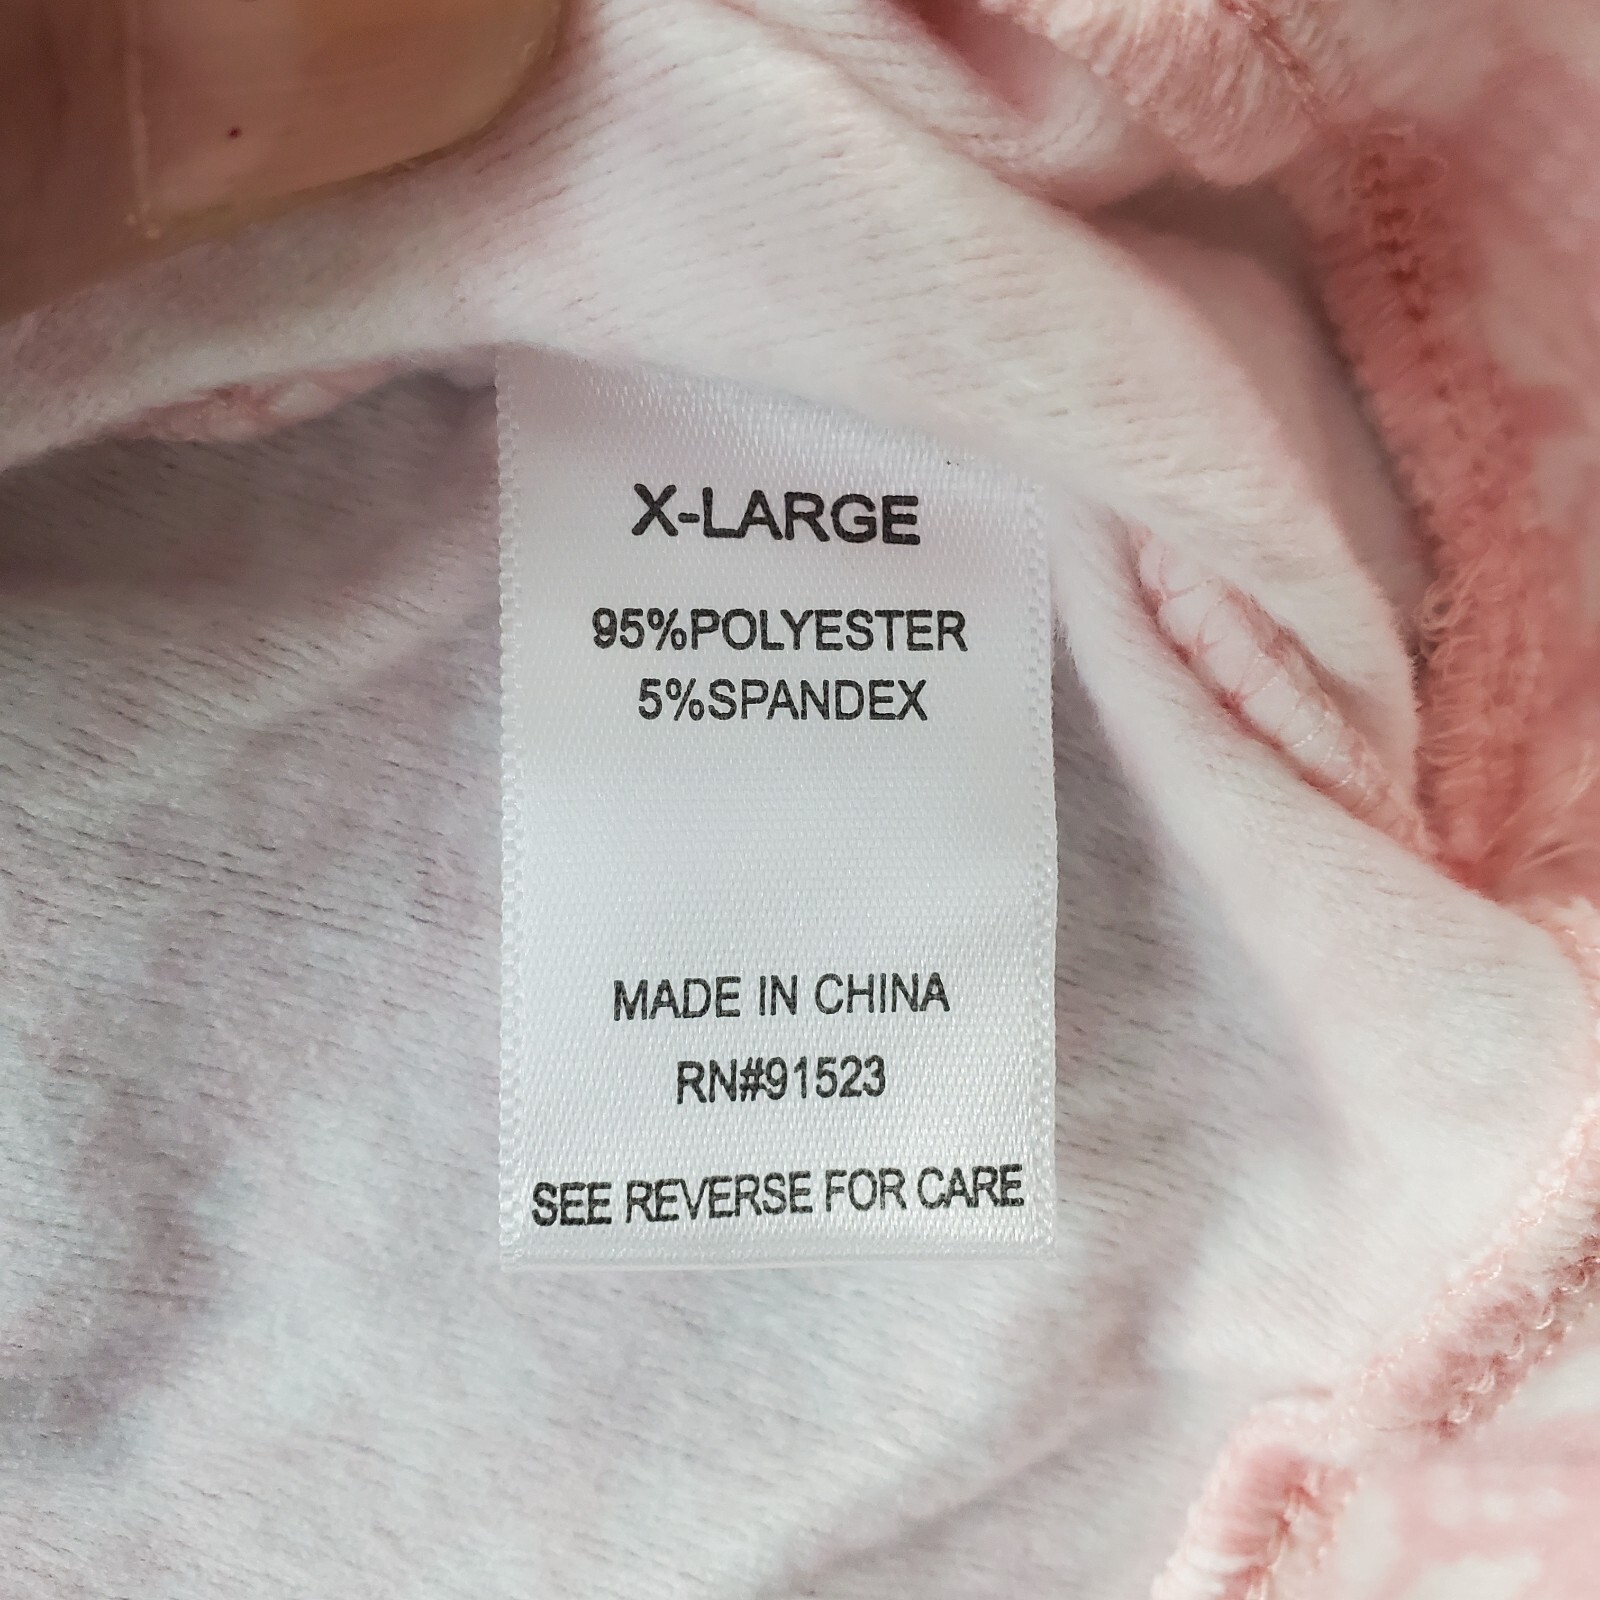 X-LARGE
95%POLYESTER
5%SPANDEX
MADE IN CHINA
RN#91523
SEE REVERSE FOR CARE